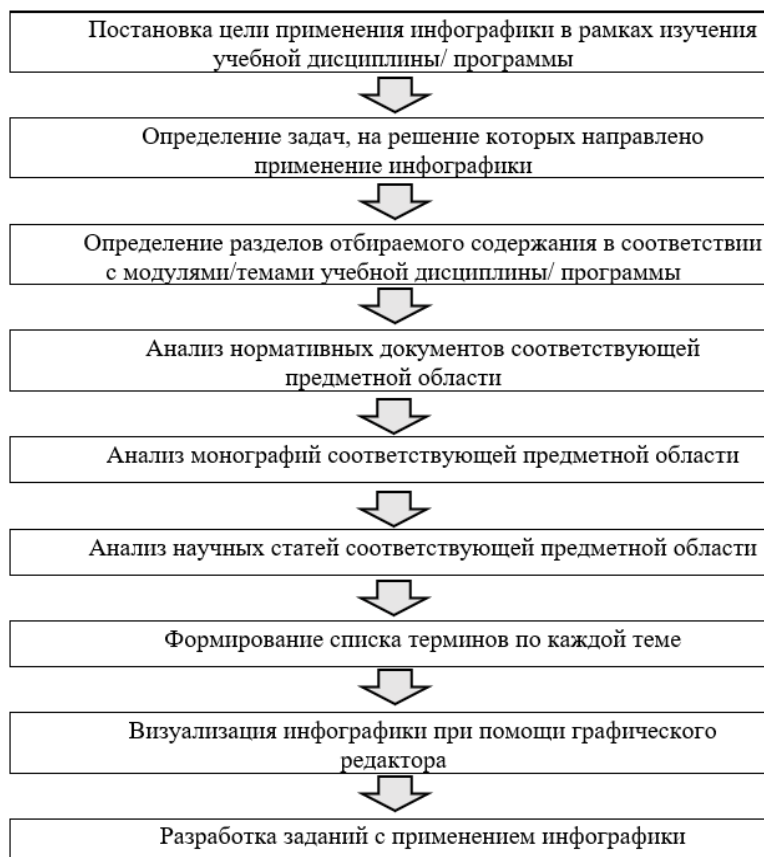 Постановка цели применения инфографики в рамках изучения
учебной дисциплины/ программы
Определение задач, на решение которых направлено
применение инфографики
Определение разделов отбираемого содержания в соответствии
с модулями/темами учебной дисциплины/ программы
Анализ нормативных документов соответствующей
предметной области
Анализ монографий соответствующей предметной области
Анализ научных статей соответствующей предметной области
Формирование списка терминов по каждой теме
Визуализация инфографики при помощи графического
редактора
Разработка заданий с применением инфографики